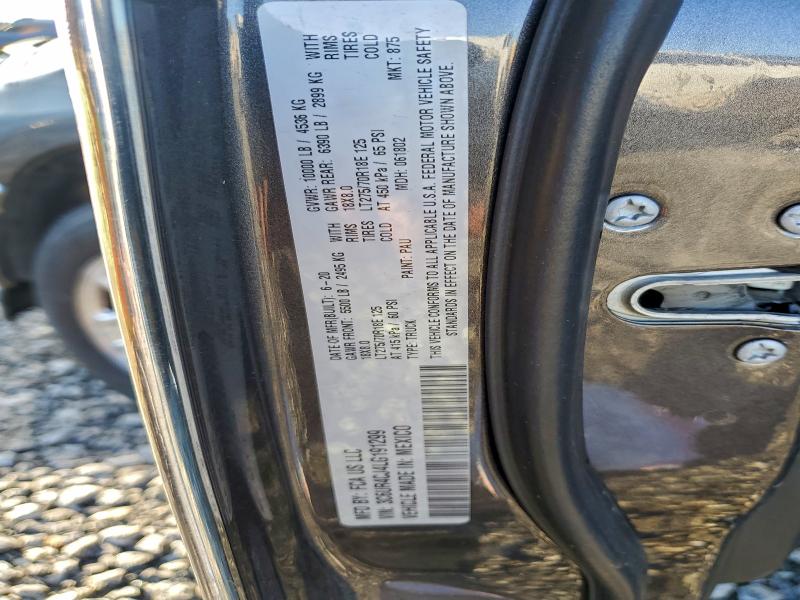 MFD BY: FCA US LLC
DATE OF MFR(BUILT): 6-20
GVWR: 10000 LB / 4536 KG
GAWR FRONT: 5500 LB / 2495 KG WITH
GAWR REAR: 6390 LB / 2899 KG WITH
18X8.0 RIMS
18X8.0 RIMS
LT275/70R18E 125 TIRES
LT275/70R18E 125 TIRES
AT 415 kPa / 60 PSI COLD
AT 450 kPa / 65 PSI COLD
VIN: 3C6UR4CJ4LG191299
TYPE: TRUCK
PAINT: PAU
MDH: 061802
MKT: 875
VEHICLE MADE IN: MEXICO
THIS VEHICLE CONFORMS TO ALL APPLICABLE U.S.A. FEDERAL MOTOR VEHICLE SAFETY
STANDARDS IN EFFECT ON THE DATE OF MANUFACTURE SHOWN ABOVE.